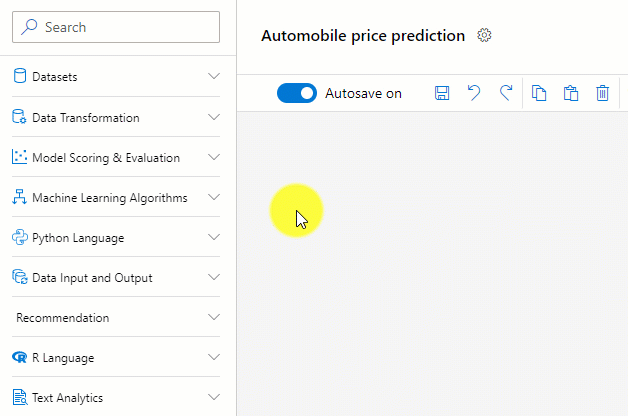 Search
Automobile price prediction
Autosave on
Datasets
Data Transformation
Model Scoring & Evaluation
Machine Learning Algorithms
Python Language
Data Input and Output
Recommendation
R Language
Text Analytics